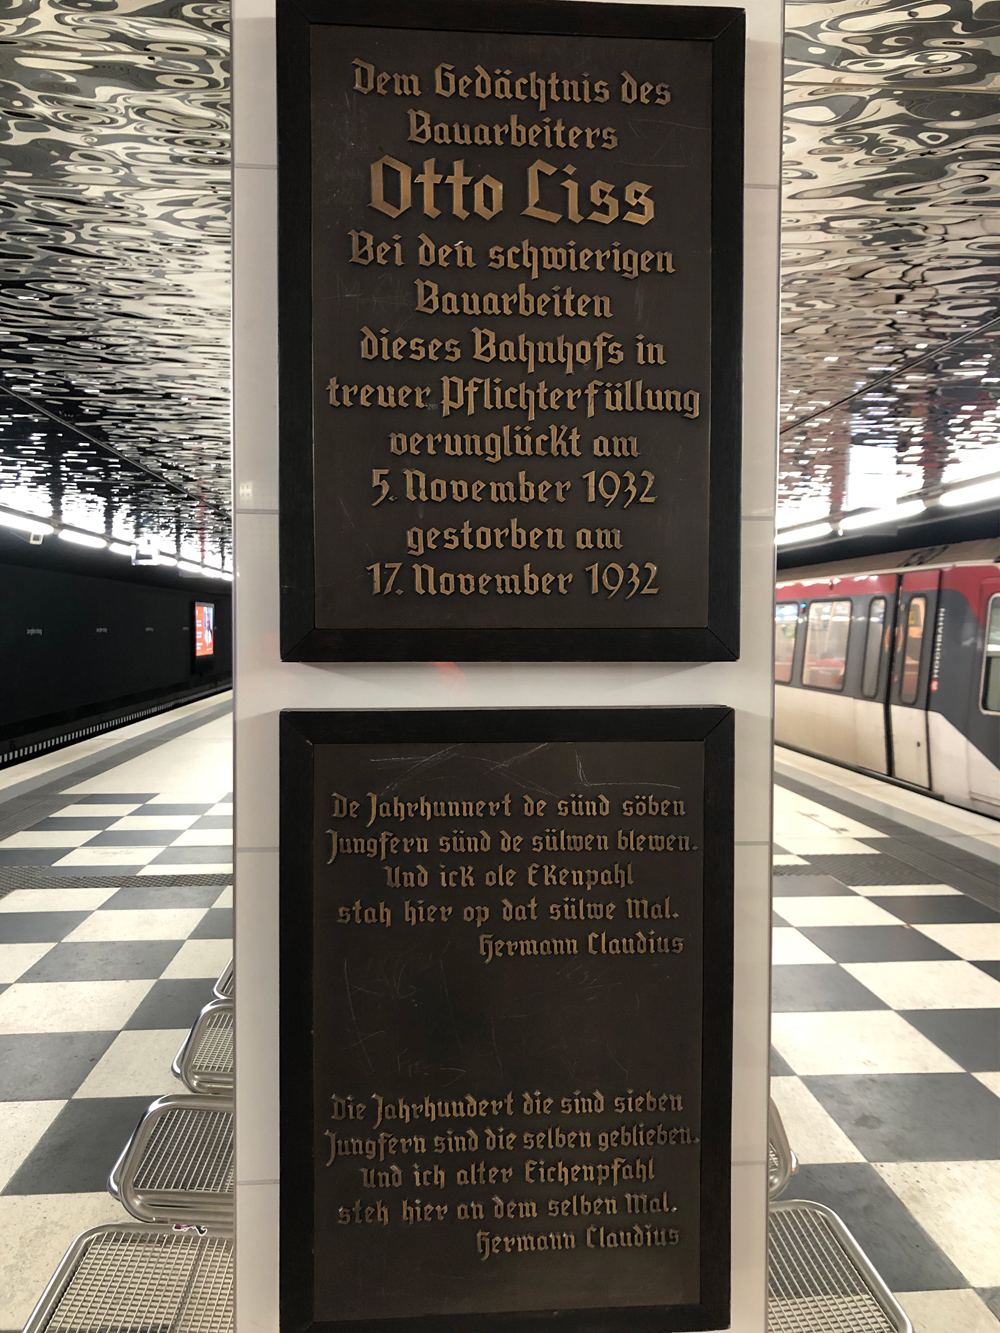 Dem Gedächtnis des
Bauarbeiters
Otto Liss
Bei den schwierigen
Bauarbeiten
dieses Bahnhofs in
treuer Pflichterfüllung
verunglückt am
5. November 1932
gestorben am
17. November 1932
De Jahrhunnert de sünd söben
Jungfern sünd de sülwen blewen.
Und ick ole Ekenpahl
stah hier op dat sülwe Mal.
Hermann Claudius
Die Jahrhundert die sind sieben
Jungfern sind die selben geblieben.
Und ich alter Eichenpfahl
steh hier an dem selben Mal.
Hermann Claudius
Jungfernstieg
HOCHBAHN